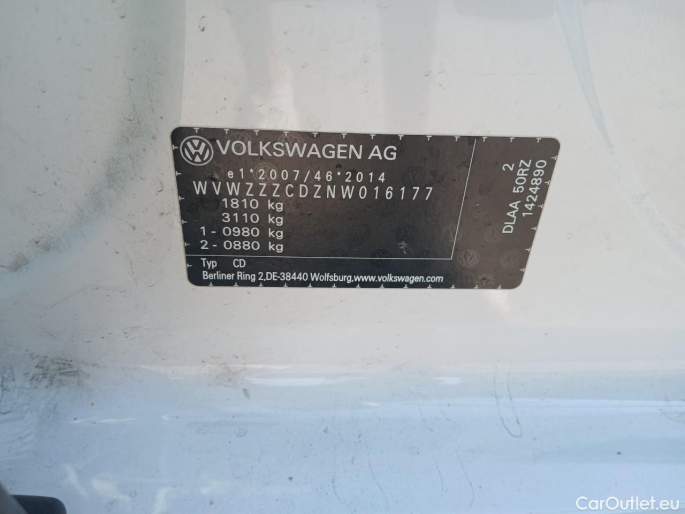 VOLKSWAGEN AG
e1*2007/46*2014
WVWZZZCDZNW016177
1810 kg
3110 kg
1 - 0980 kg
2 - 0880 kg
Typ CD
Berliner Ring 2,DE-38440 Wolfsburg,www.volkswagen.com
2
DLAA 50RZ
1424890
CarOutlet.eu